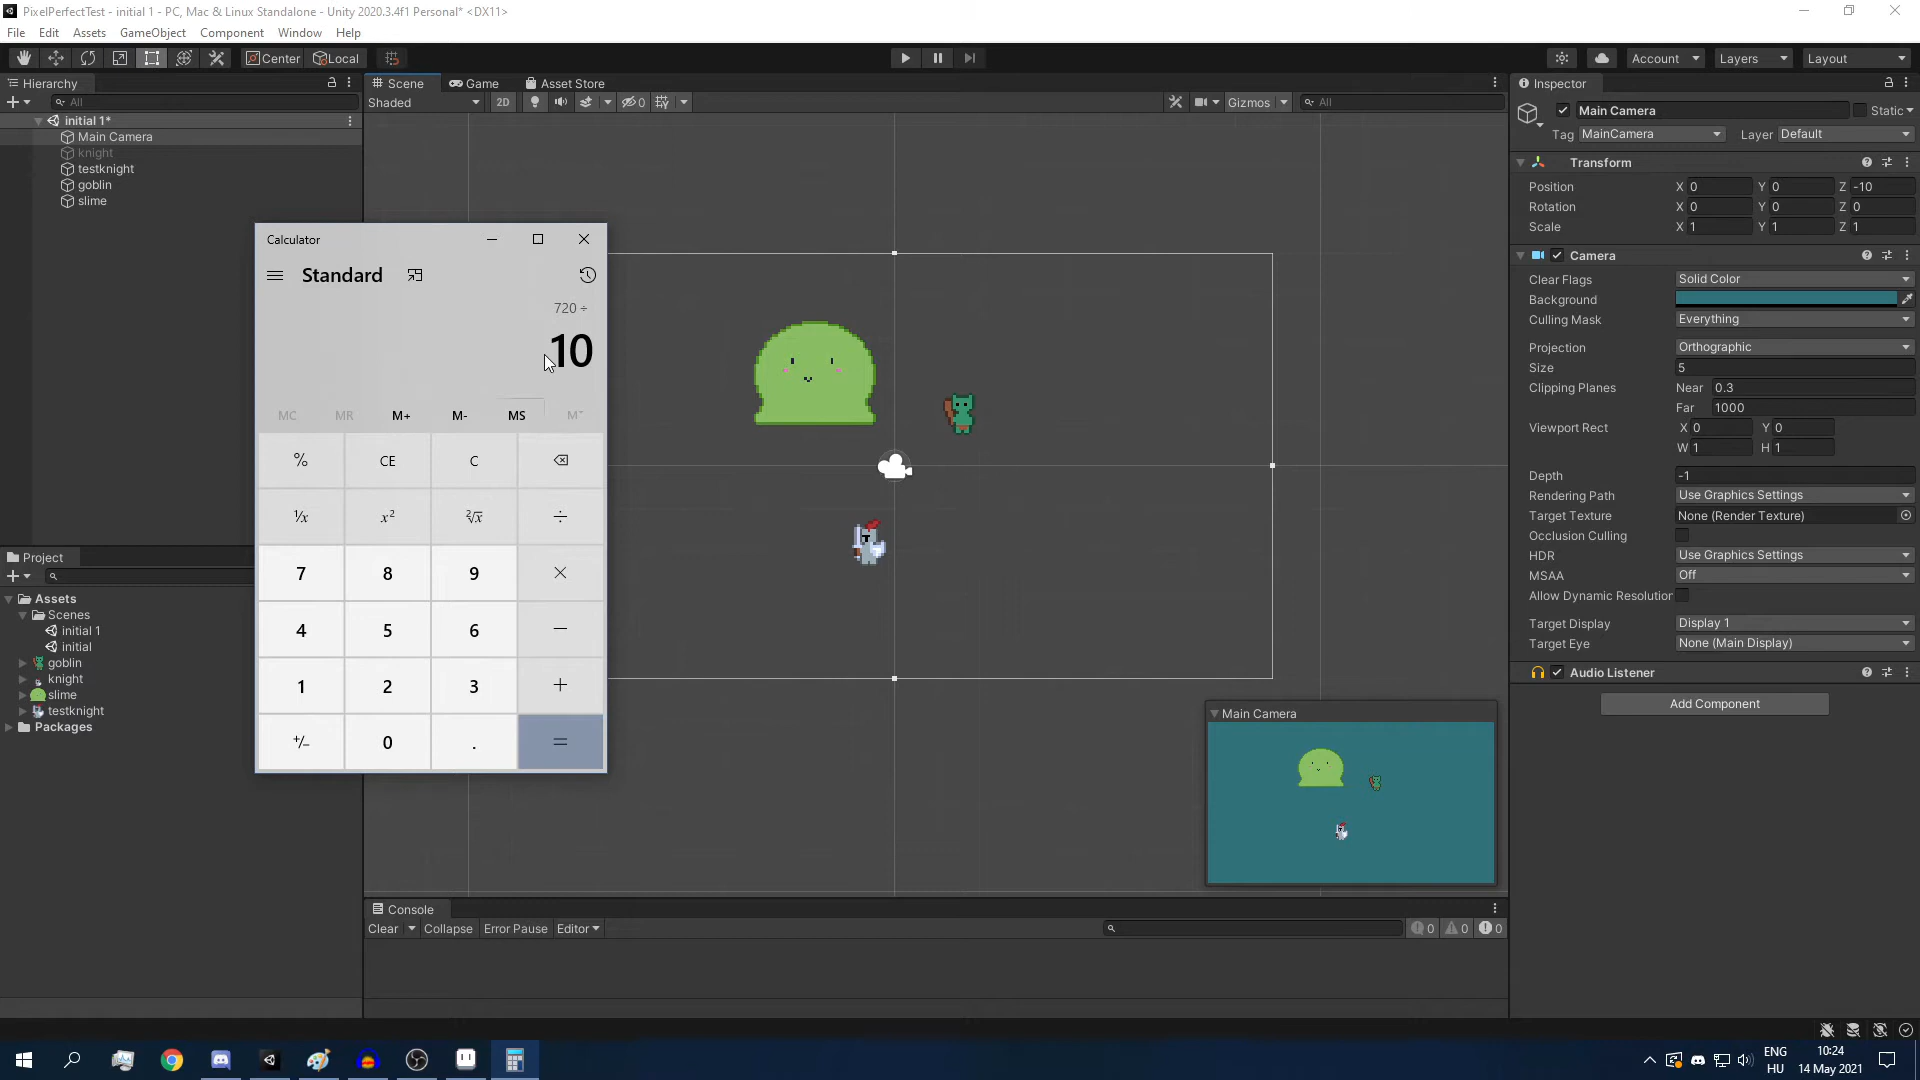 PixelPerfectTest - initial 1 - PC, Mac & Linux Standalone - Unity 2020.3.4f1 Personal* <DX11>
File Edit Assets GameObject Component Window Help
Center Local Account Layers Layout
Hierarchy
All
initial 1*
Main Camera
knight
testknight
goblin
slime
Scene Game Asset Store
Shaded 2D 0 Gizmos All
Calculator
Standard
720 ÷
10
MC MR M+ M- MS M˅
% CE C
¹/x x² ²√x ÷
7 8 9 ×
4 5 6 −
1 2 3 +
+/− 0 . =
Project
Assets
Scenes
initial 1
initial
goblin
knight
slime
testknight
Packages
Main Camera
Console
Clear Collapse Error Pause Editor 0 0 0
Inspector
Main Camera Static
Tag MainCamera Layer Default
Transform
Position X 0 Y 0 Z -10
Rotation X 0 Y 0 Z 0
Scale X 1 Y 1 Z 1
Camera
Clear Flags Solid Color
Background
Culling Mask Everything
Projection Orthographic
Size 5
Clipping Planes Near 0.3
Far 1000
Viewport Rect X 0 Y 0
W 1 H 1
Depth -1
Rendering Path Use Graphics Settings
Target Texture None (Render Texture)
Occlusion Culling
HDR Use Graphics Settings
MSAA Off
Allow Dynamic Resolution
Target Display Display 1
Target Eye None (Main Display)
Audio Listener
Add Component
ENG
HU
10:24
14 May 2021